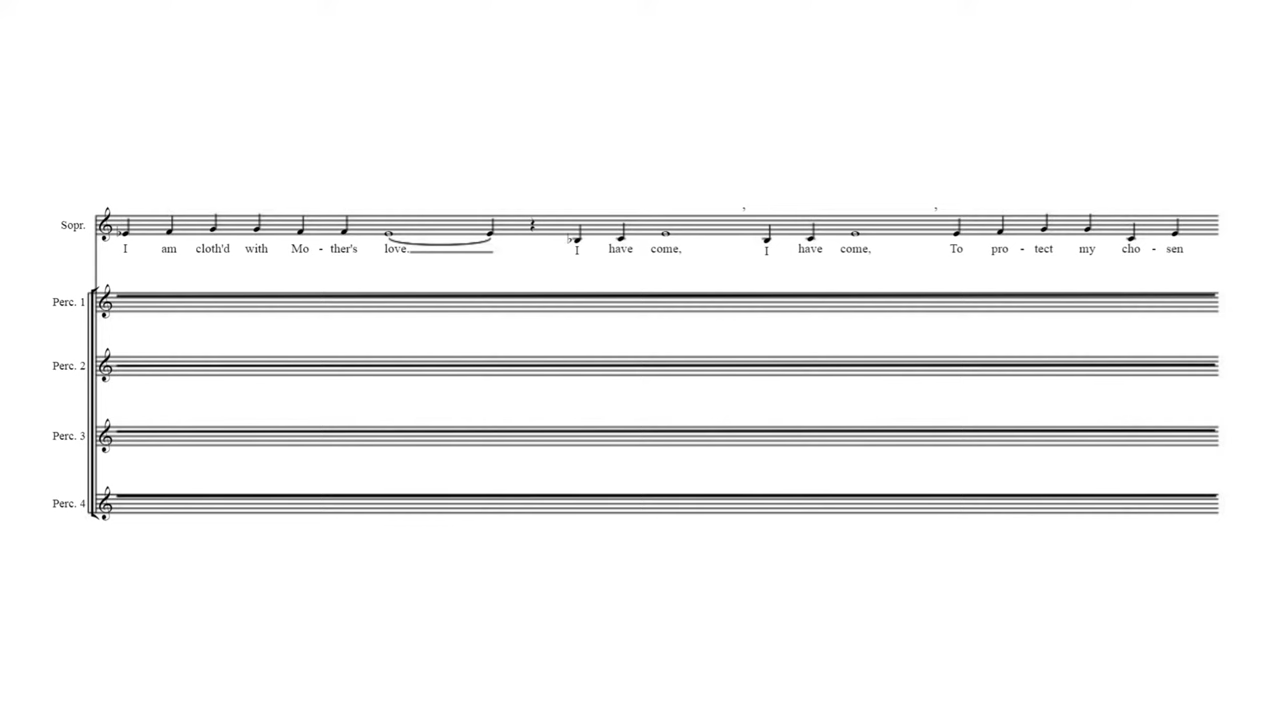 Sopr.
I am cloth'd with Mo - ther's love. I have come, I have come, To pro - tect my cho - sen
Perc. 1
Perc. 2
Perc. 3
Perc. 4